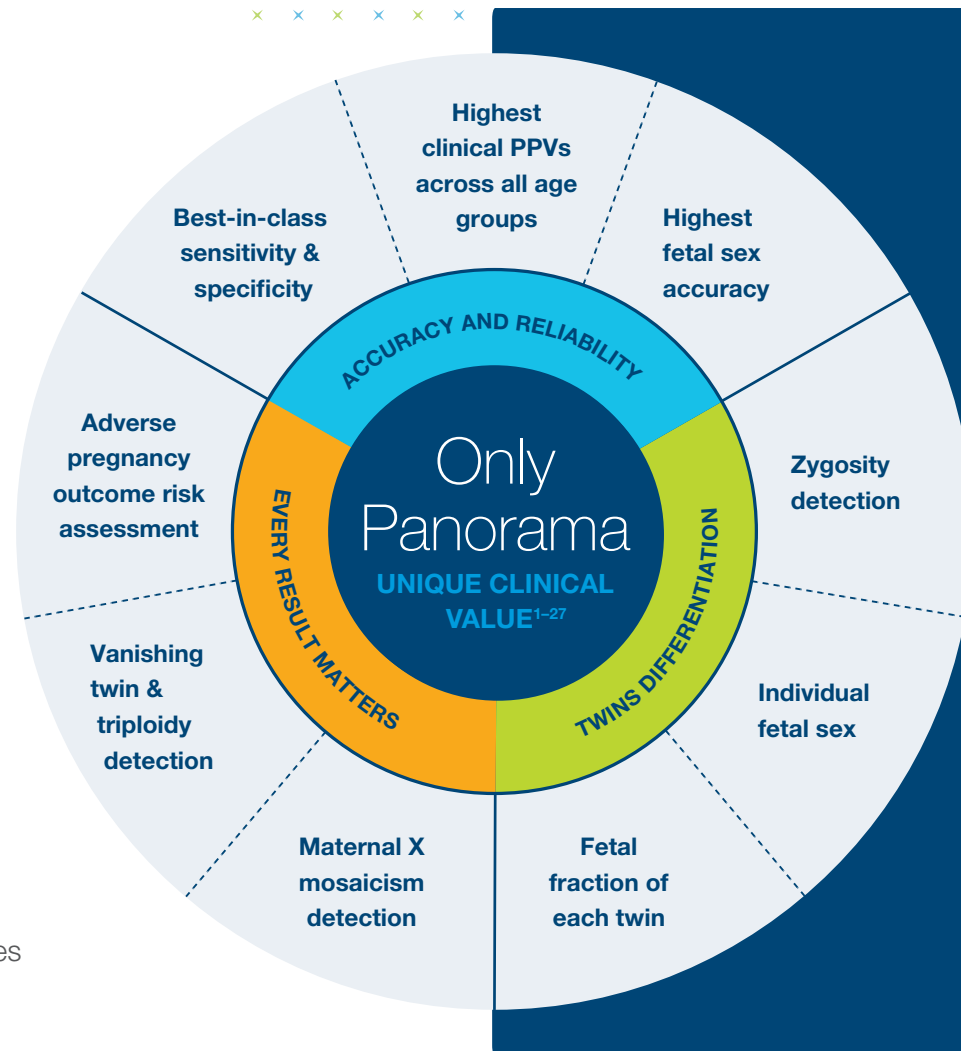 Highest
clinical PPVs
across all age
groups
Best-in-class
sensitivity &
specificity
Highest
fetal sex
accuracy
ACCURACY AND RELIABILITY
Adverse
pregnancy
outcome risk
assessment
Only
Panorama
UNIQUE CLINICAL
VALUE¹⁻²⁷
EVERY RESULT MATTERS
TWINS DIFFERENTIATION
Zygosity
detection
Vanishing
twin &
triploidy
detection
Individual
fetal sex
Maternal X
mosaicism
detection
Fetal
fraction of
each twin
es